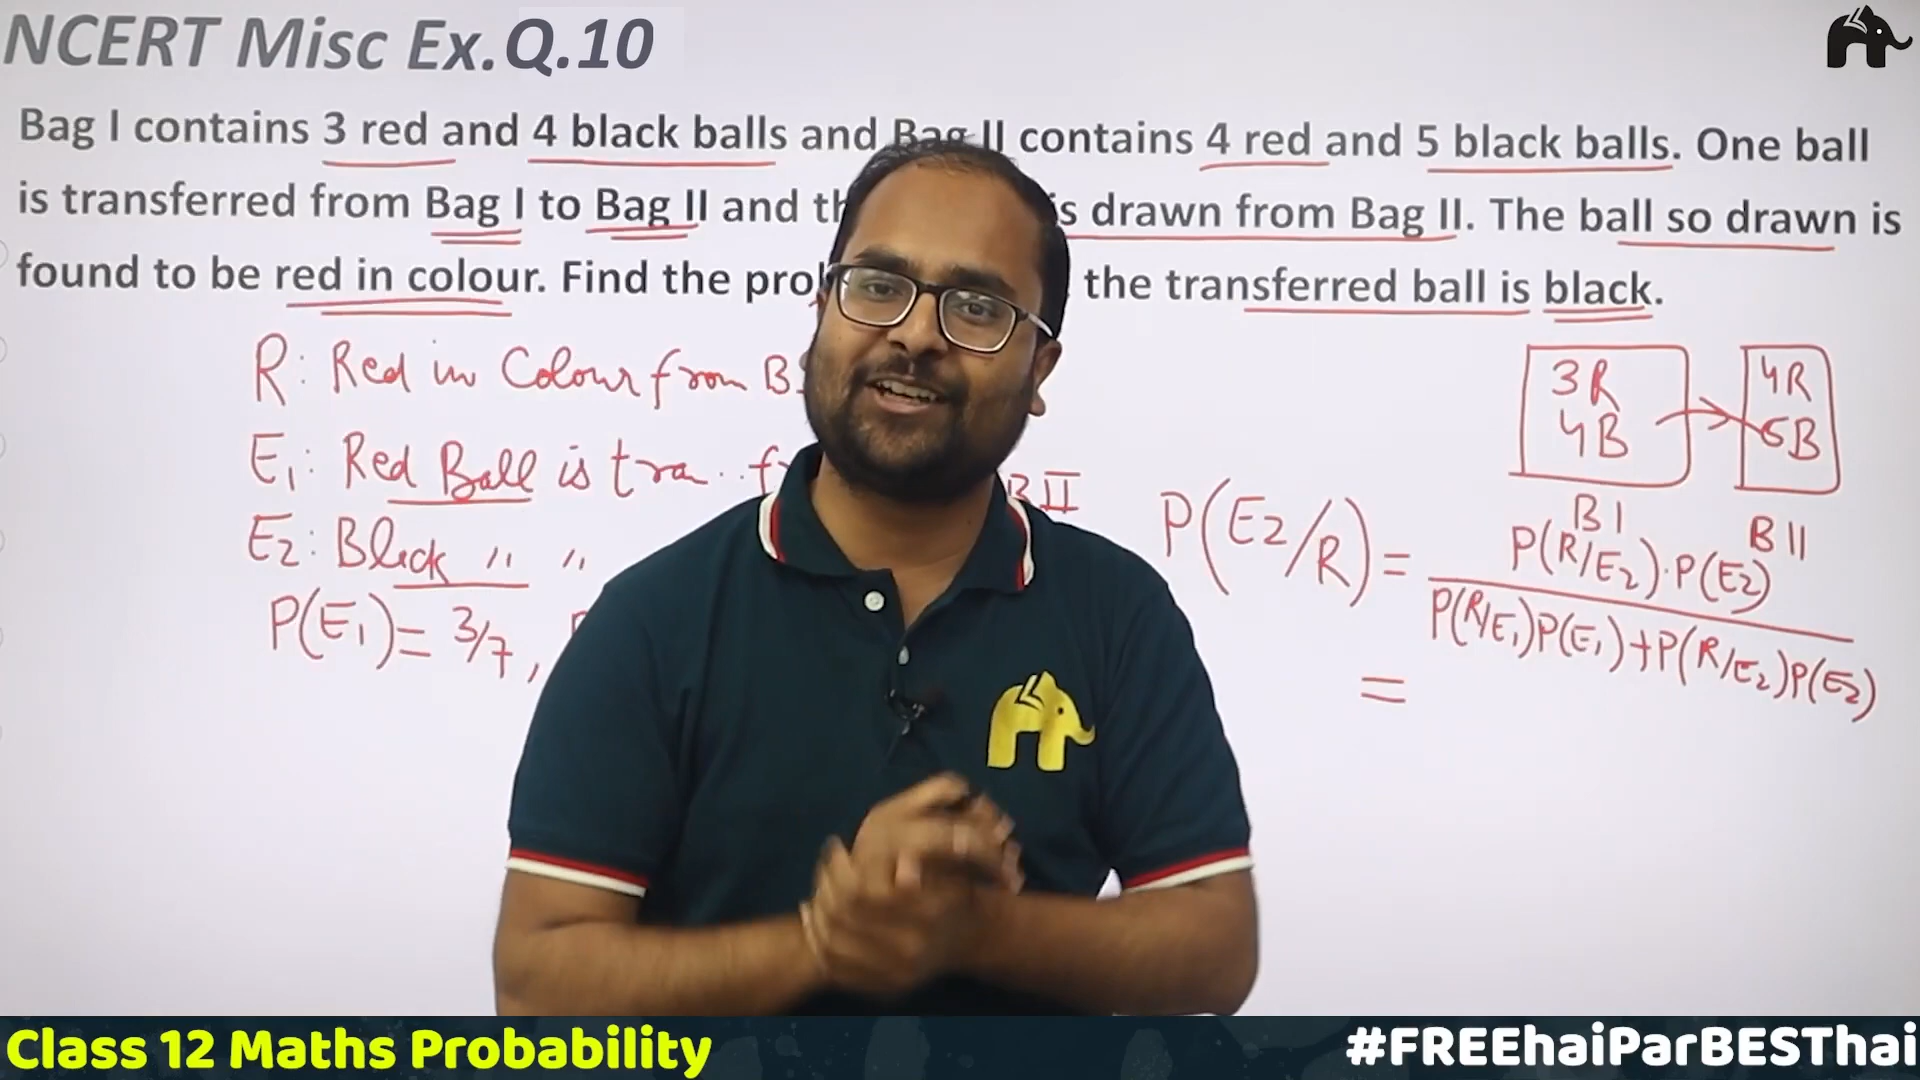 NCERT Misc Ex.Q.10
Bag I contains 3 red and 4 black balls and Bag II contains 4 red and 5 black balls. One ball
is transferred from Bag I to Bag II and th s drawn from Bag II. The ball so drawn is
found to be red in colour. Find the pro the transferred ball is black.
R: Red in Colour from B
E₁: Red Ball is tra.. f BII
E₂: Black " "
P(E₁)= 3/7,
3R
4B
4R
5B
BI
BII
P(E2/R)= P(R/E₂).P(E2)
P(R/E₁)P(E₁)+P(R/E₂)P(E₂)
=
Class 12 Maths Probability
#FREEhaiParBESThai